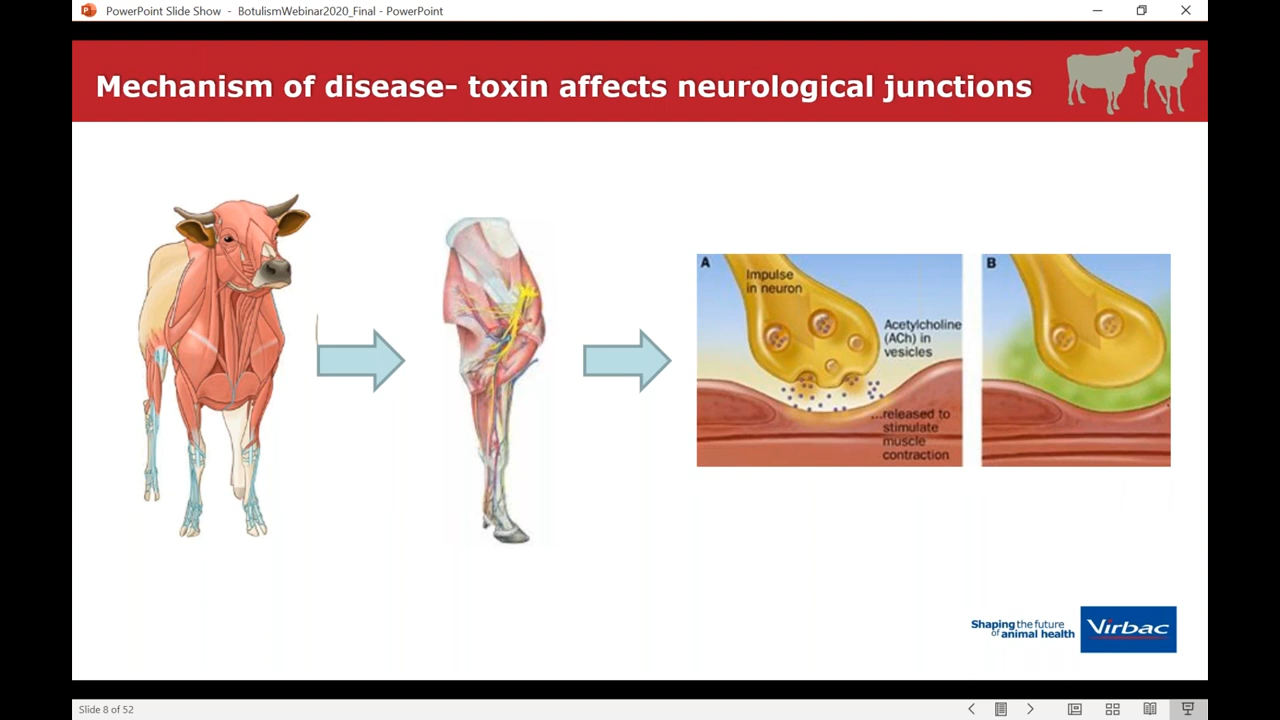 PowerPoint Slide Show - BotulismWebinar2020_Final - PowerPoint
Mechanism of disease- toxin affects neurological junctions
A
Impulse
in neuron
Acetylcholine
(ACh) in
vesicles
...released to
stimulate
muscle
contraction
B
Shaping the future
of animal health
Virbac
Slide 8 of 52